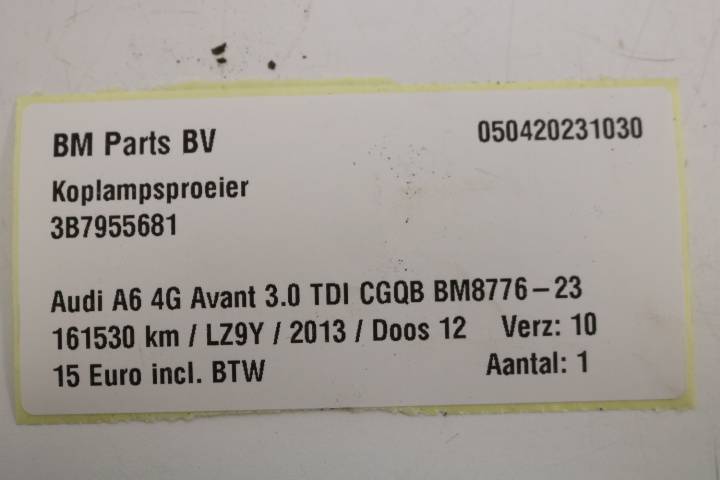 BM Parts BV 050420231030
Koplampsproeier
3B7955681
Audi A6 4G Avant 3.0 TDI CGQB BM8776-23
161530 km / LZ9Y / 2013 / Doos 12 Verz: 10
15 Euro incl. BTW Aantal: 1